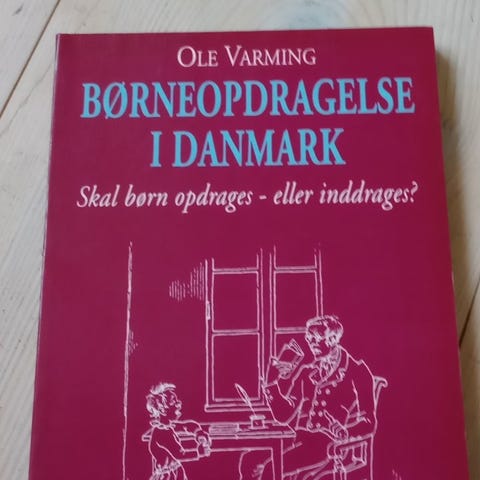 OLE VARMING
BØRNEOPDRAGELSE
I DANMARK
Skal børn opdrages - eller inddrages?